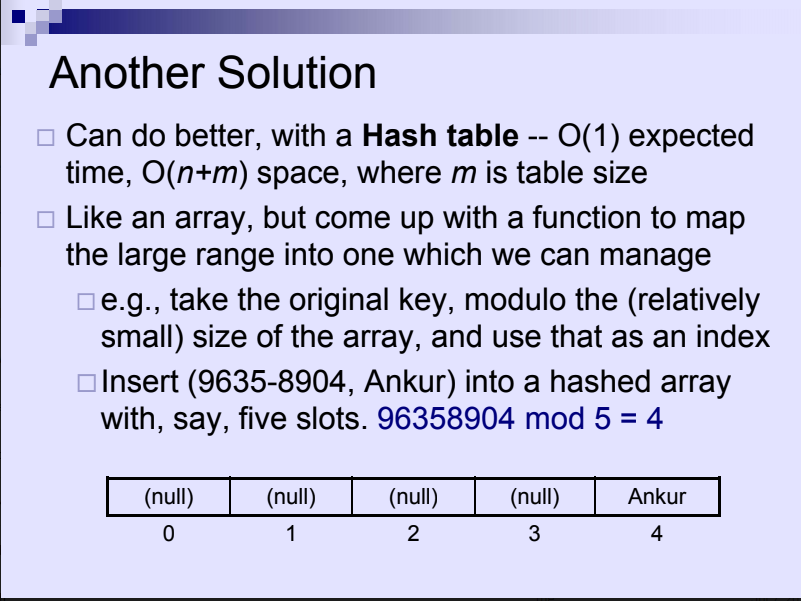 Another Solution
Can do better, with a Hash table -- O(1) expected
time, O(n+m) space, where m is table size
Like an array, but come up with a function to map
the large range into one which we can manage
e.g., take the original key, modulo the (relatively
small) size of the array, and use that as an index
Insert (9635-8904, Ankur) into a hashed array
with, say, five slots. 96358904 mod 5 = 4
(null) (null) (null) (null) Ankur
0 1 2 3 4